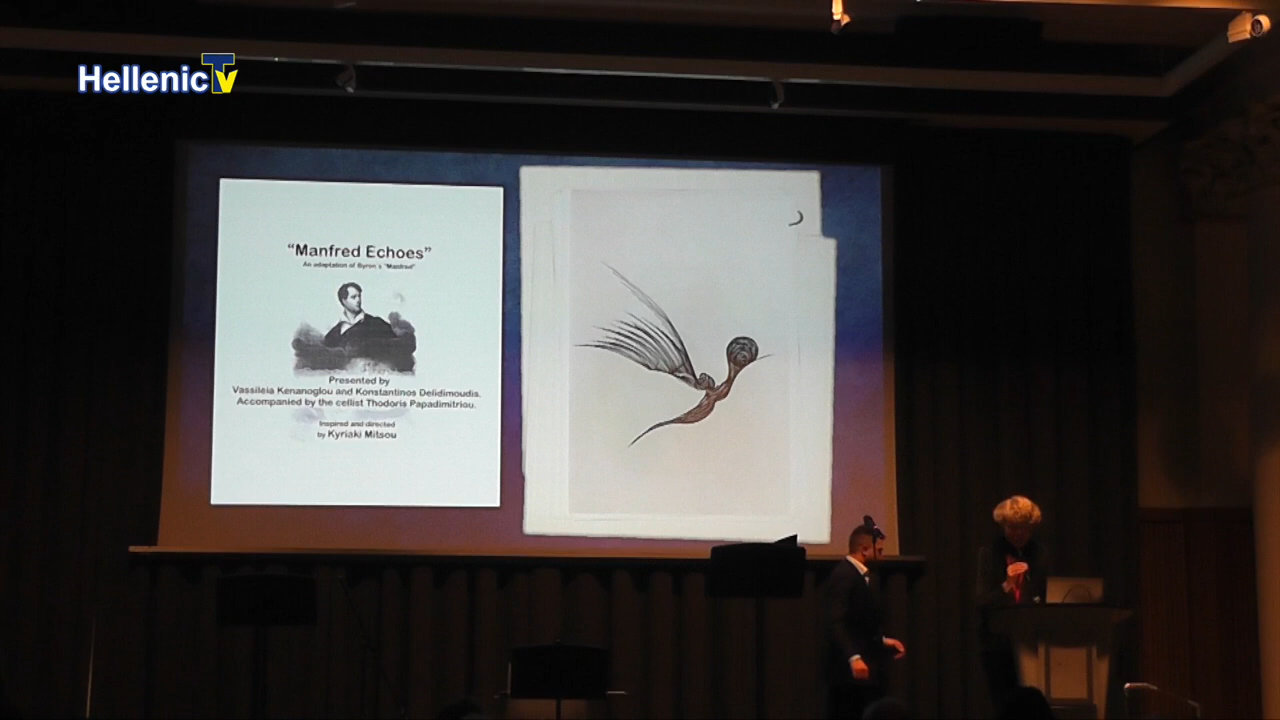 Hellenic Tv
“Manfred Echoes”
An adaptation of Byron´s "Manfred"
Presented by
Vassileia Kenanoglou and Konstantinos Delidimoudis.
Accompanied by the cellist Thodoris Papadimitriou.
Inspired and directed
by Kyriaki Mitsou